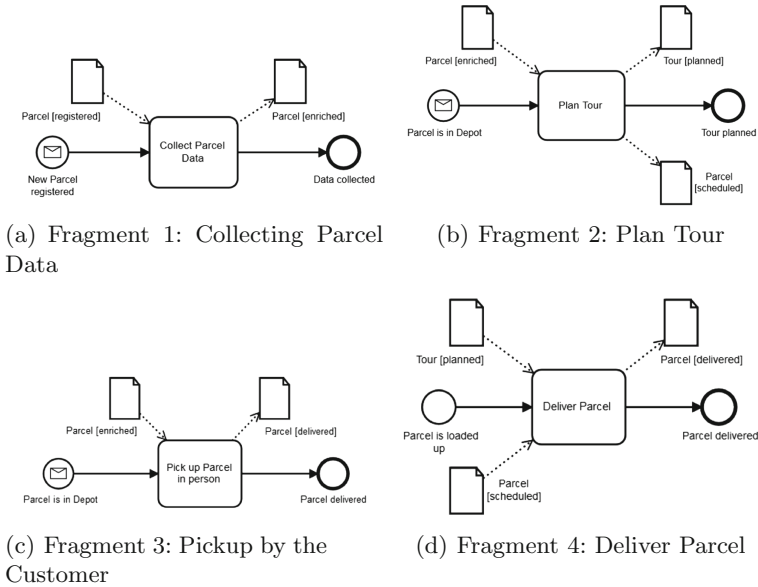 Parcel [registered]
Parcel [enriched]
Collect Parcel
Data
New Parcel
registered
Data collected
(a) Fragment 1: Collecting Parcel
Data
Parcel [enriched]
Tour [planned]
Plan Tour
Parcel is in Depot
Tour planned
Parcel
[scheduled]
(b) Fragment 2: Plan Tour
Parcel [enriched]
Parcel [delivered]
Pick up Parcel
in person
Parcel is in Depot
Parcel delivered
(c) Fragment 3: Pickup by the
Customer
Tour [planned]
Parcel [delivered]
Deliver Parcel
Parcel is loaded
up
Parcel delivered
Parcel
[scheduled]
(d) Fragment 4: Deliver Parcel